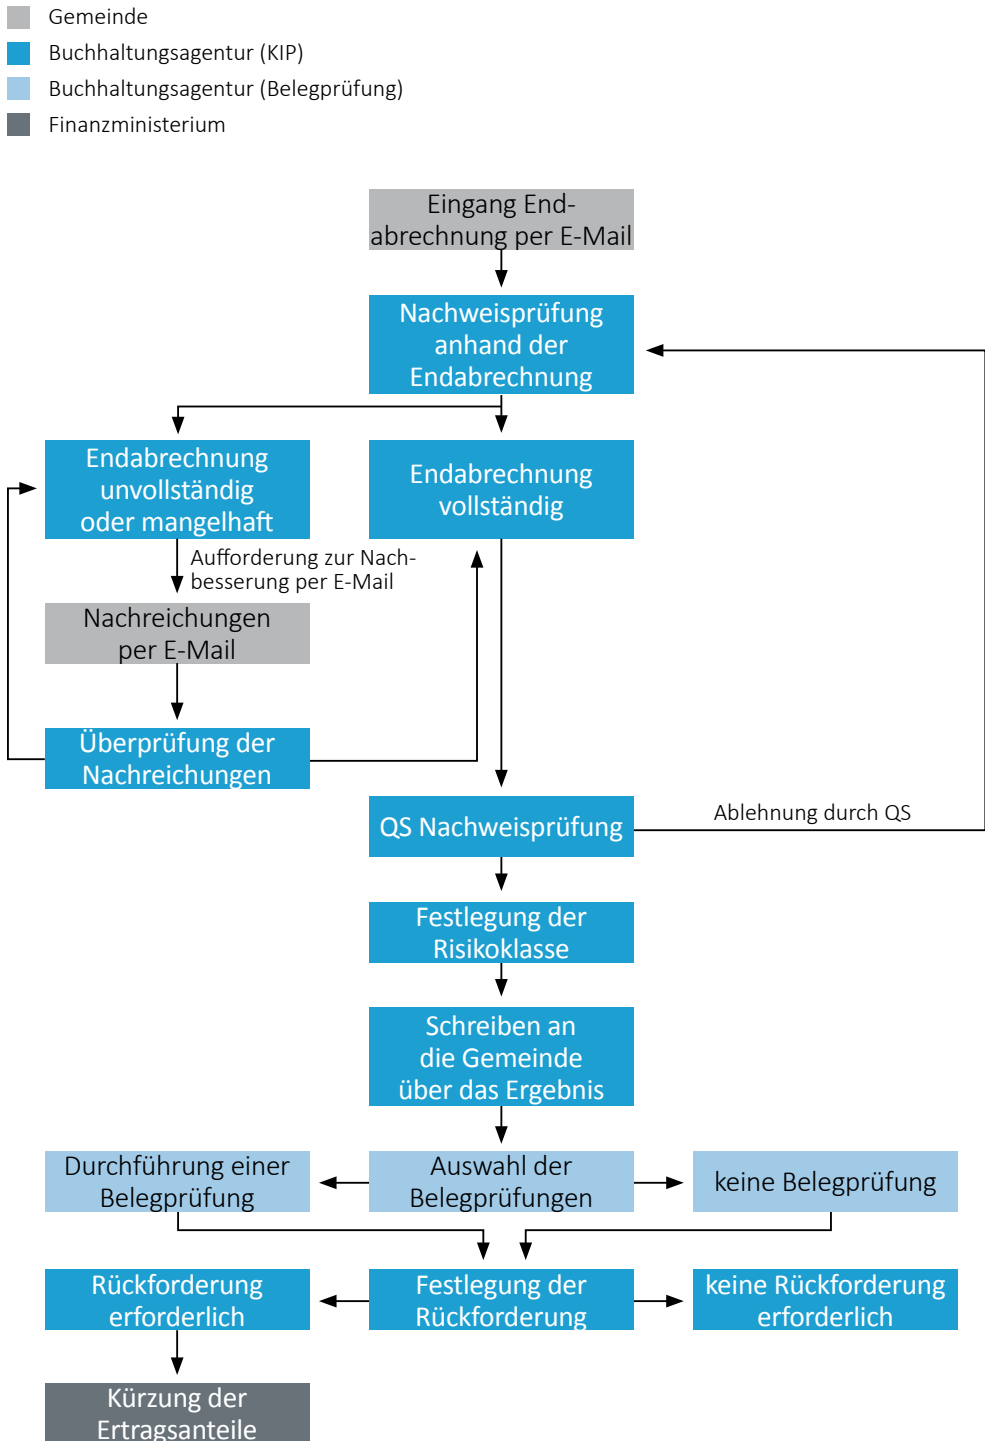 Gemeinde
Buchhaltungsagentur (KIP)
Buchhaltungsagentur (Belegprüfung)
Finanzministerium
Eingang End-
abrechnung per E-Mail
Nachweisprüfung
anhand der
Endabrechnung
Endabrechnung
unvollständig
oder mangelhaft
Endabrechnung
vollständig
Aufforderung zur Nach-
besserung per E-Mail
Nachreichungen
per E-Mail
Überprüfung der
Nachreichungen
QS Nachweisprüfung
Ablehnung durch QS
Festlegung der
Risikoklasse
Schreiben an
die Gemeinde
über das Ergebnis
Durchführung einer
Belegprüfung
Auswahl der
Belegprüfungen
keine Belegprüfung
Rückforderung
erforderlich
Festlegung der
Rückforderung
keine Rückforderung
erforderlich
Kürzung der
Ertragsanteile